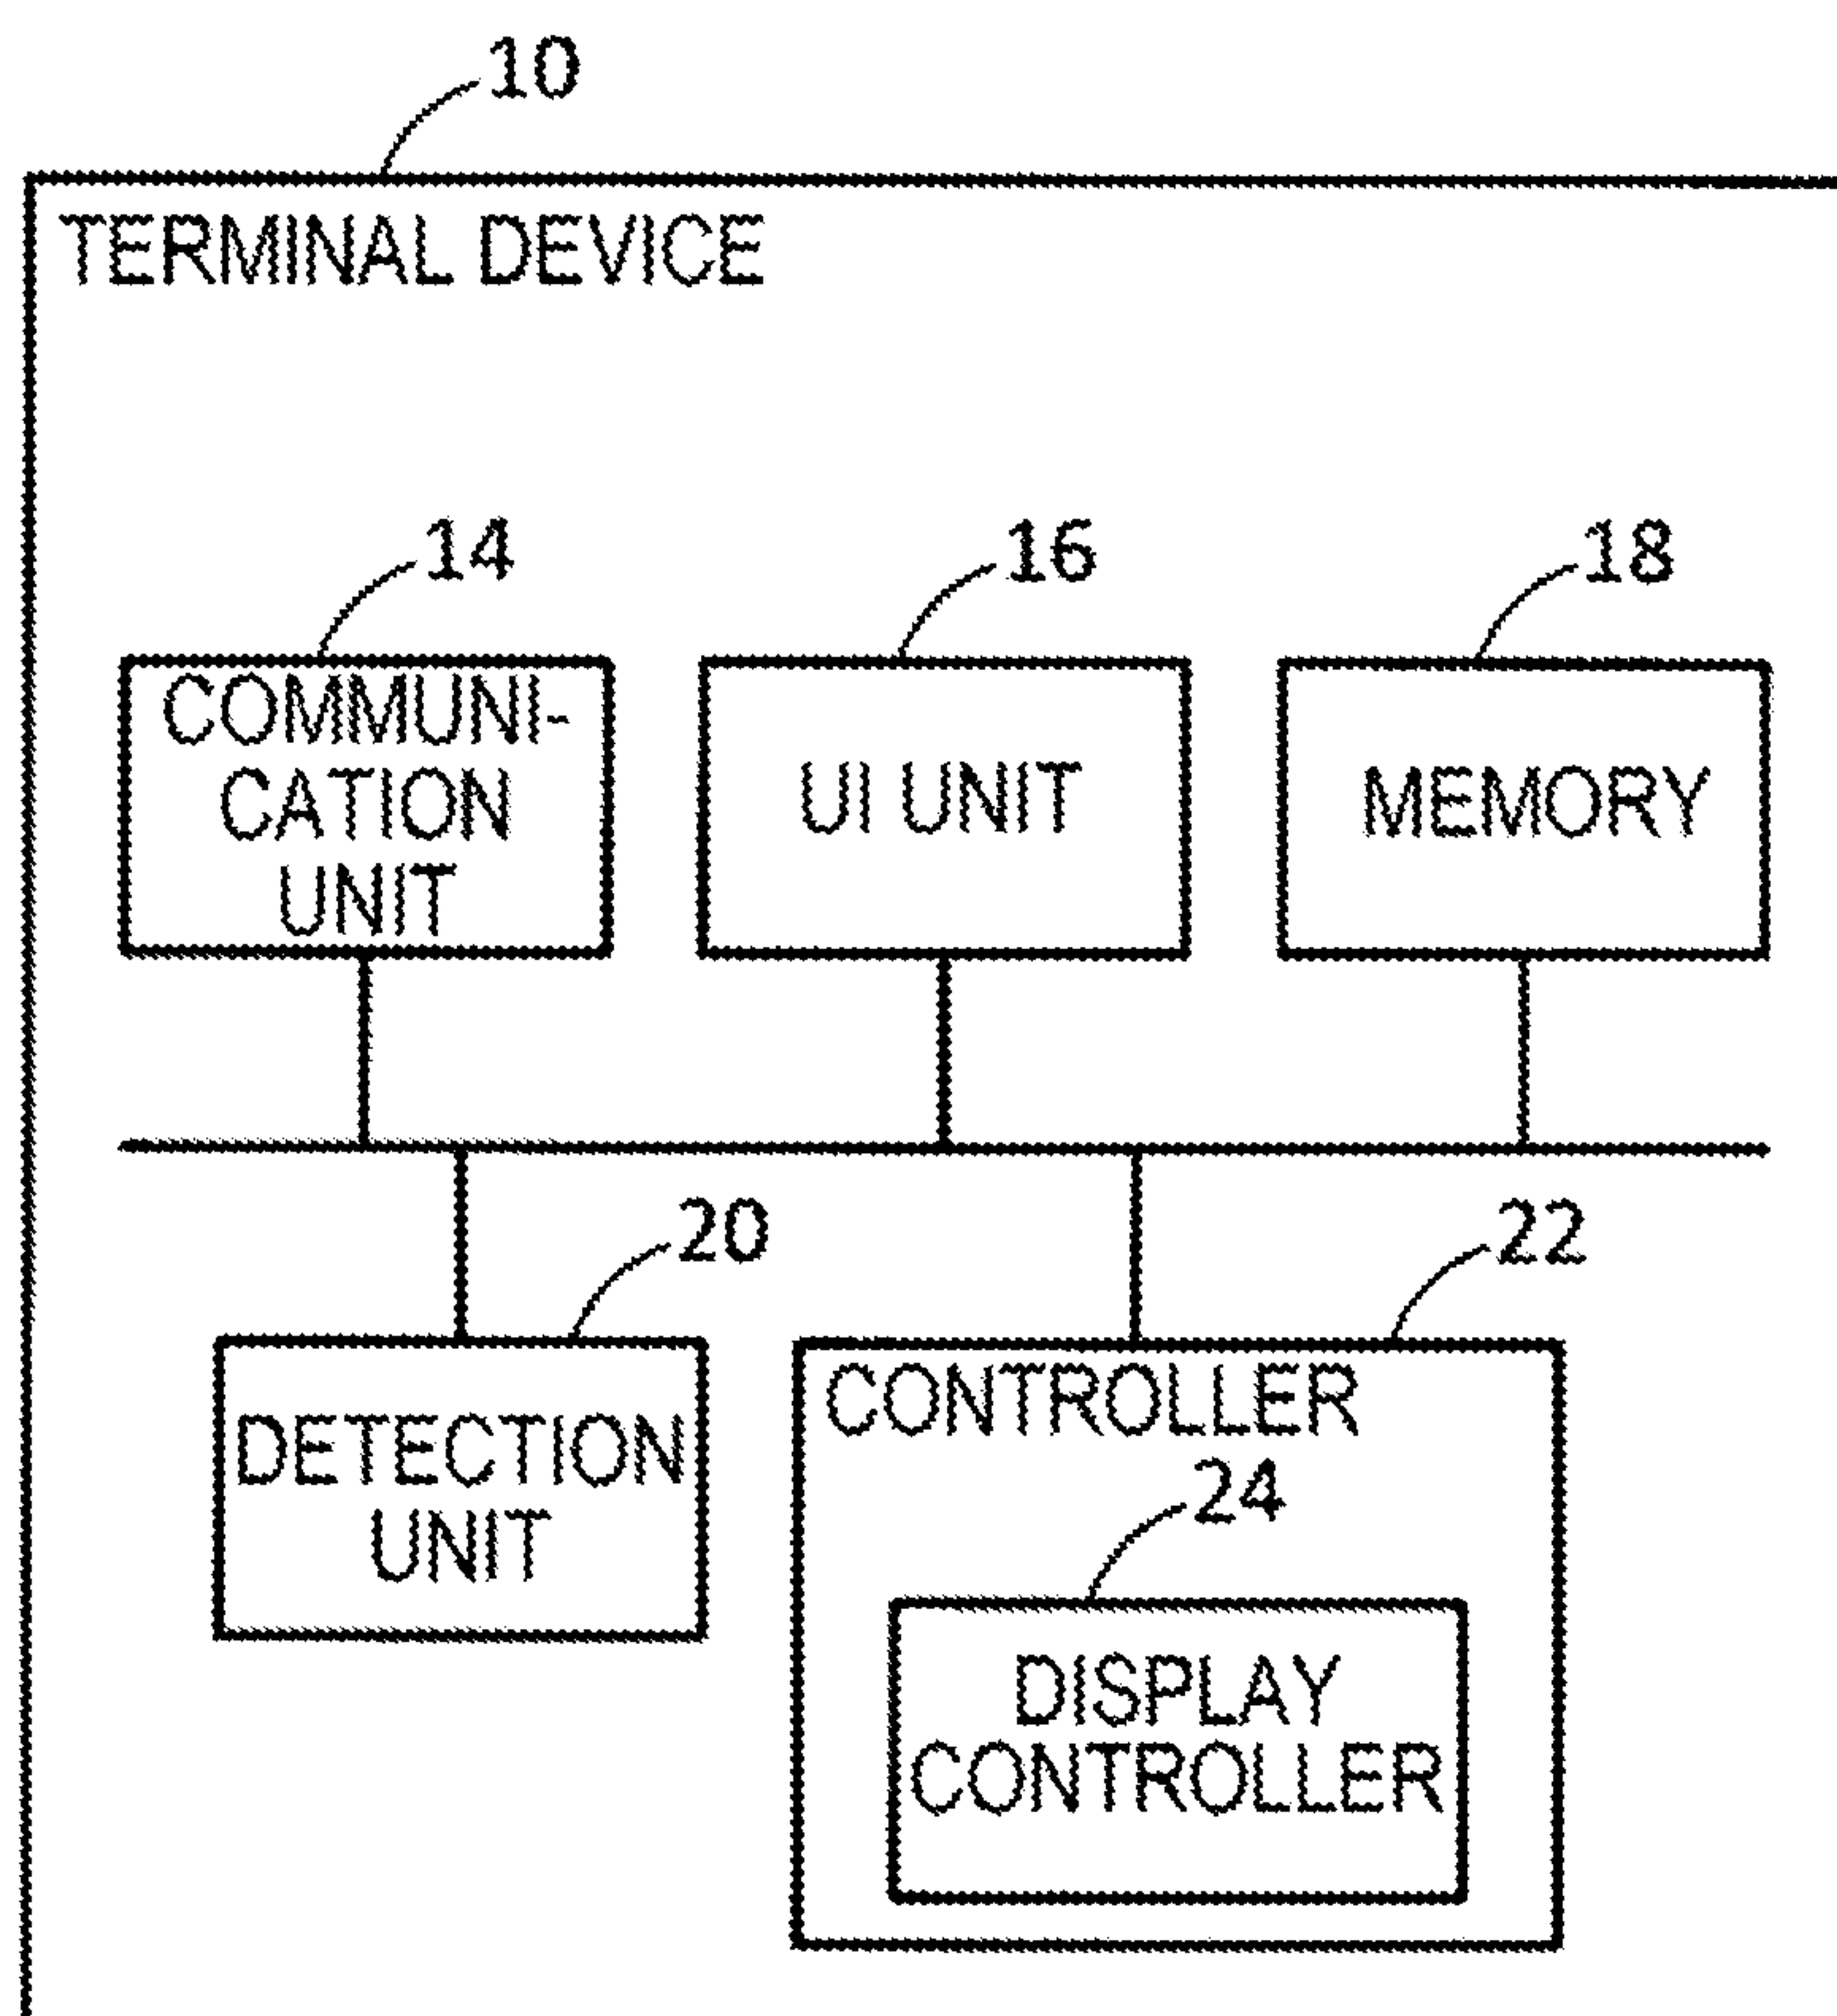 10
TERMINAL DEVICE
14
16
18
COMMUNI-
CATION
UNIT
UI UNIT
MEMORY
20
22
DETECTION
UNIT
CONTROLLER
24
DISPLAY
CONTROLLER